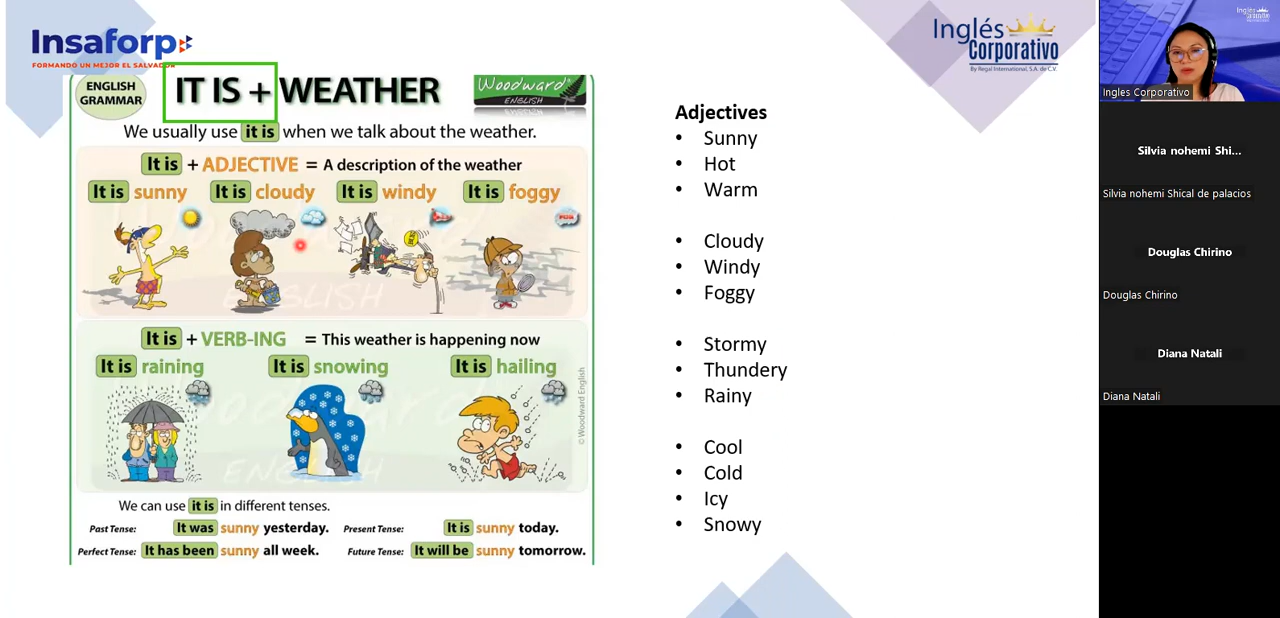 Insaforp
FORMANDO UN MEJOR EL SALVADOR
ENGLISH
GRAMMAR
IT IS + WEATHER
Woodward®
ENGLISH
We usually use it is when we talk about the weather.
It is + ADJECTIVE = A description of the weather
It is sunny It is cloudy It is windy It is foggy
FOG
ENGLISH
It is + VERB-ING = This weather is happening now
It is raining It is snowing It is hailing
ENGLISH
© Woodward English
We can use it is in different tenses.
Past Tense: It was sunny yesterday. Present Tense: It is sunny today.
Perfect Tense: It has been sunny all week. Future Tense: It will be sunny tomorrow.
Inglés
Corporativo
By Regal International, S.A. de C.V.
Adjectives
• Sunny
• Hot
• Warm
• Cloudy
• Windy
• Foggy
• Stormy
• Thundery
• Rainy
• Cool
• Cold
• Icy
• Snowy
Inglés
Ingles Corporativo
Silvia nohemi Shi...
Silvia nohemi Shical de palacios
Douglas Chirino
Douglas Chirino
Diana Natali
Diana Natali